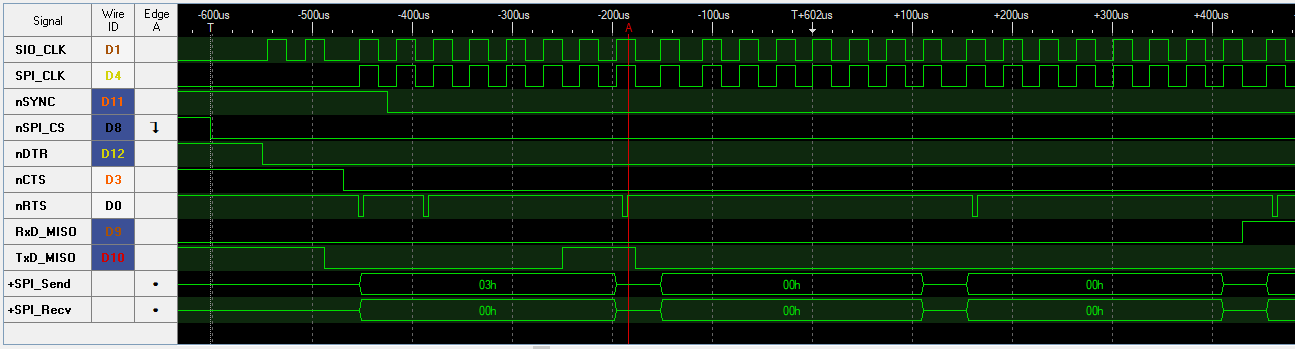 Signal Wire ID Edge A -600us -500us -400us -300us -200us -100us T+602us +100us +200us +300us +400us
T A
SIO_CLK D1
SPI_CLK D4
nSYNC D11
nSPI_CS D8
nDTR D12
nCTS D3
nRTS D0
RxD_MISO D9
TxD_MISO D10
+SPI_Send 03h 00h 00h
+SPI_Recv 00h 00h 00h